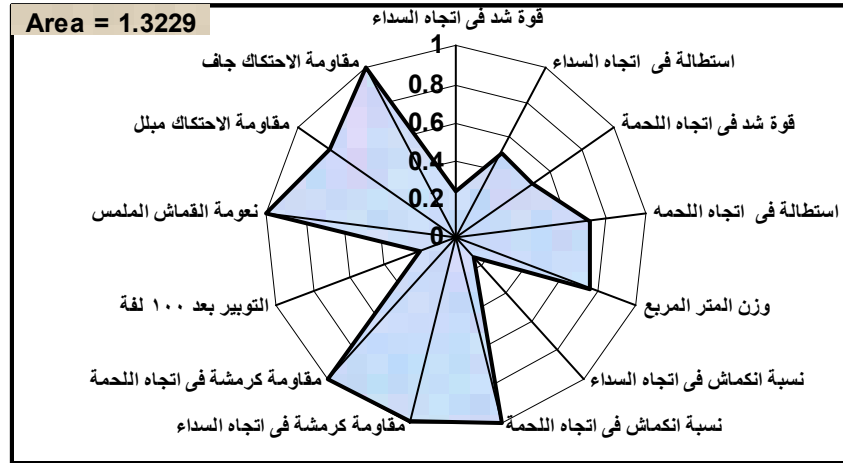 Area = 1.3229
قوة شد فى اتجاه السداء
استطالة فى اتجاه السداء
قوة شد فى اتجاه اللحمة
استطالة فى اتجاه اللحمه
وزن المتر المربع
نسبة انكماش فى اتجاه السداء
نسبة انكماش فى اتجاه اللحمة
مقاومة كرمشة فى اتجاه السداء
مقاومة كرمشة فى اتجاه اللحمة
التوبير بعد ١٠٠ لفة
نعومة القماش الملمس
مقاومة الاحتكاك مبلل
مقاومة الاحتكاك جاف
1
0.8
0.6
0.4
0.2
0